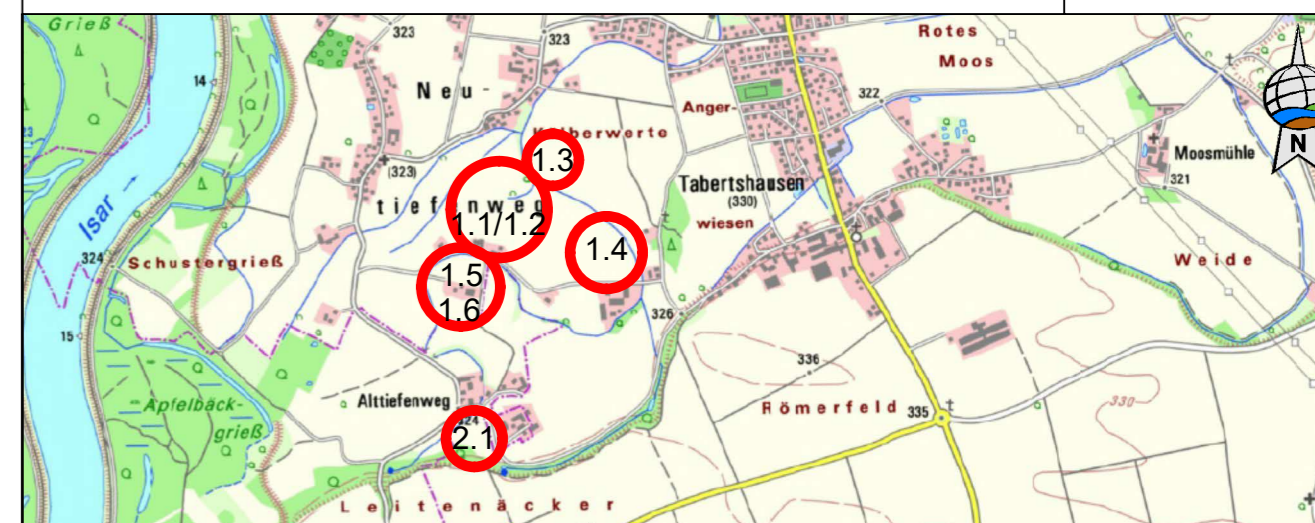 Grieß
323
323
Rotes
Moos
14
Neu-
Anger-
322
Kälberwerte
1.3
Moosmühle
N
(323)
Tabertshausen
(330)
321
tiefenweg
1.1/1.2
wiesen
Isar
1.4
324
Schustergrieß
Weide
1.5
1.6
326
15
336
Apfelbäck-
grieß
Alttiefenweg
Römerfeld
335
330
324
2.1
Leitenäcker